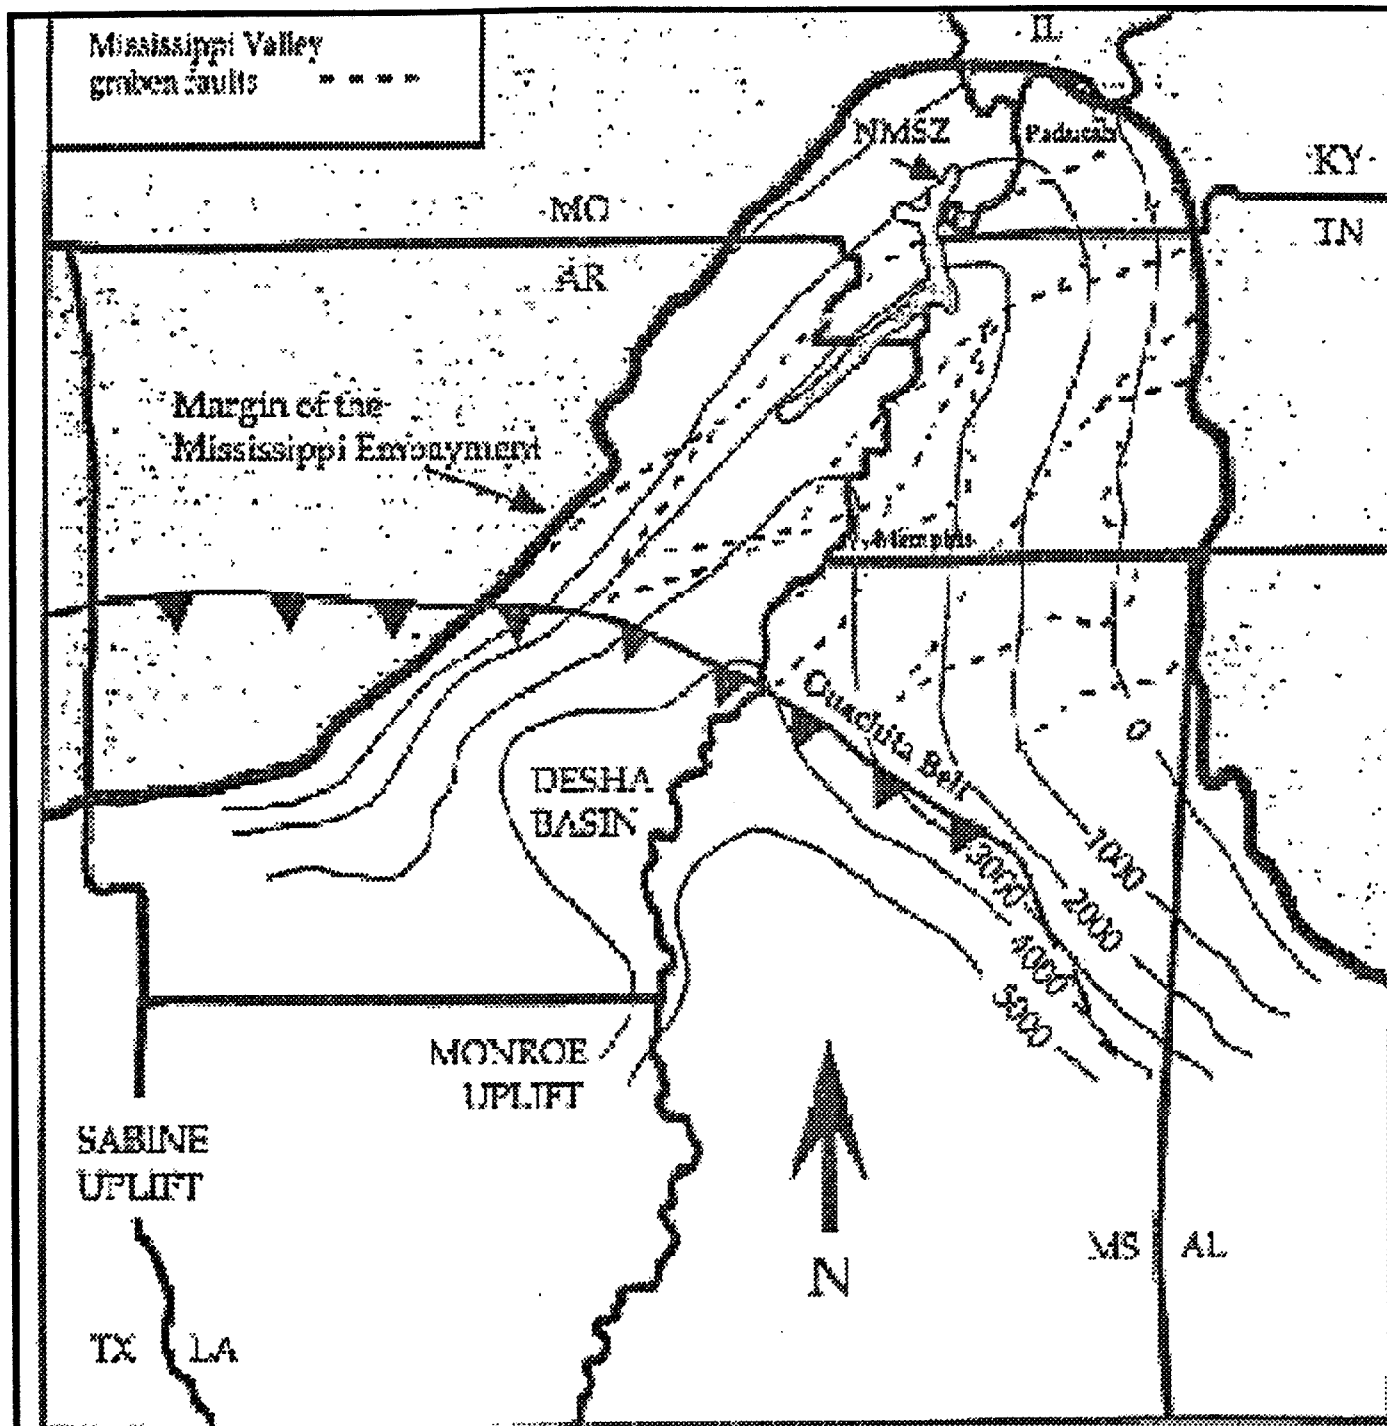 Mississippi Valley
graben faults
IL
NMSZ
Paducah
KY
MO
TN
AR
Margin of the
Mississippi Embayment
Memphis
Ouachita Belt
0
DESHA
BASIN
1000
3000
2000
4000
5000
MONROE
UPLIFT
SABINE
UPLIFT
MS
AL
N
TX
LA